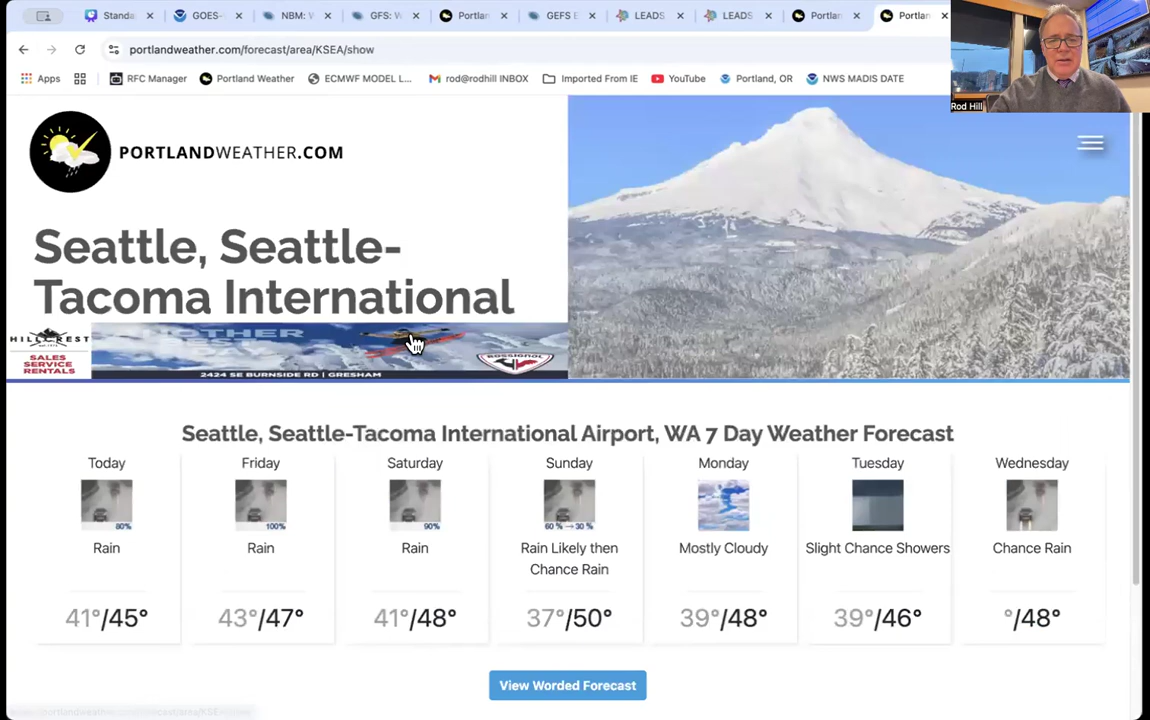 Standa
GOES-
NBM: W
GFS: W
Portlan
GEFS E
LEADS
LEADS
Portlan
Portlan
portlandweather.com/forecast/area/KSEA/show
Apps
RFC Manager
Portland Weather
ECMWF MODEL L...
rod@rodhill INBOX
Imported From IE
YouTube
Portland, OR
NWS MADIS DATE
Rod Hill
PORTLANDWEATHER.COM
Seattle, Seattle-
Tacoma International
HILLCREST
SALES
SERVICE
RENTALS
ROSSIGNOL
2424 SE BURNSIDE RD | GRESHAM
Seattle, Seattle-Tacoma International Airport, WA 7 Day Weather Forecast
Today
80%
Rain
41°/45°
Friday
100%
Rain
43°/47°
Saturday
90%
Rain
41°/48°
Sunday
60 % → 30 %
Rain Likely then
Chance Rain
37°/50°
Monday
Mostly Cloudy
39°/48°
Tuesday
Slight Chance Showers
39°/46°
Wednesday
Chance Rain
°/48°
View Worded Forecast